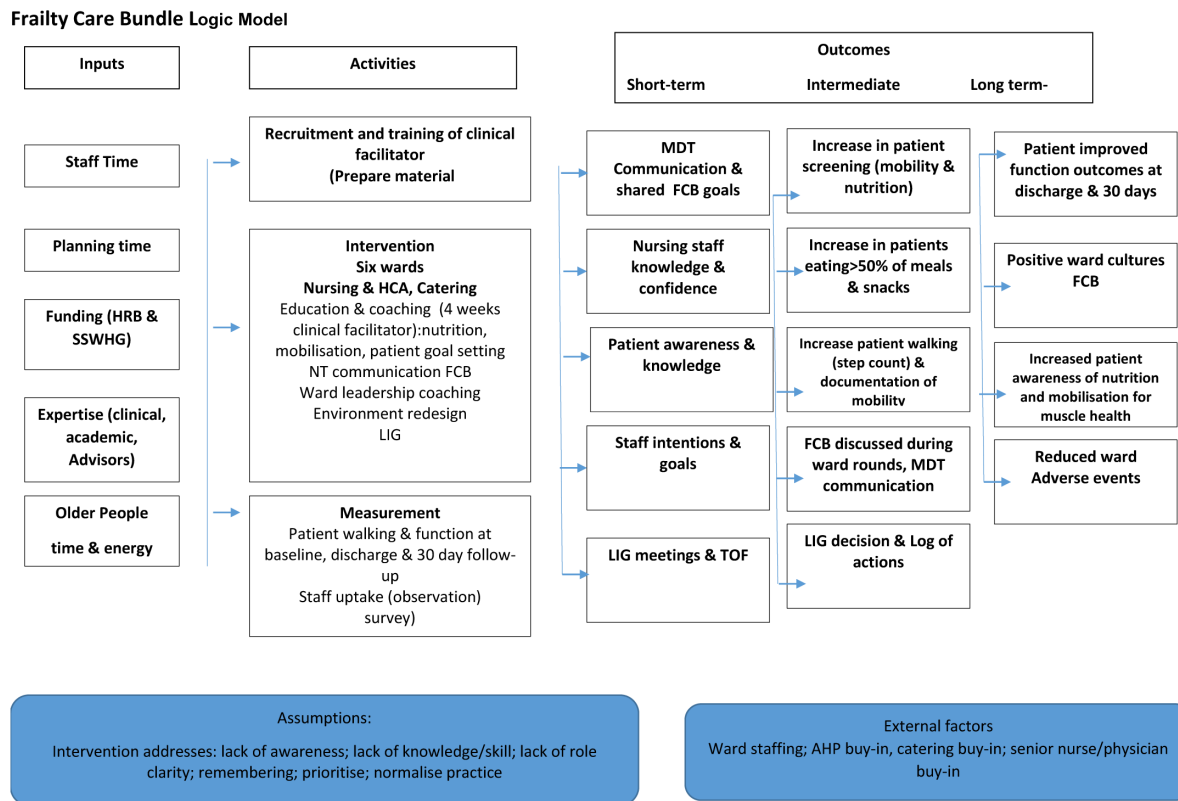 Frailty Care Bundle Logic Model
Inputs
Activities
Outcomes
Short-term
Intermediate
Long term-
Staff Time
Planning time
Funding (HRB &
SSWHG)
Expertise (clinical,
academic,
Advisors)
Older People
time & energy
Recruitment and training of clinical
facilitator
(Prepare material
Intervention
Six wards
Nursing & HCA, Catering
Education & coaching (4 weeks
clinical facilitator):nutrition,
mobilisation, patient goal setting
NT communication FCB
Ward leadership coaching
Environment redesign
LIG
Measurement
Patient walking & function at
baseline, discharge & 30 day follow-
up
Staff uptake (observation)
survey)
MDT
Communication &
shared FCB goals
Nursing staff
knowledge &
confidence
Patient awareness &
knowledge
Staff intentions &
goals
LIG meetings & TOF
Increase in patient
screening (mobility &
nutrition)
Increase in patients
eating>50% of meals
& snacks
Increase patient walking
(step count) &
documentation of
mobility
FCB discussed during
ward rounds, MDT
communication
LIG decision & Log of
actions
Patient improved
function outcomes at
discharge & 30 days
Positive ward cultures
FCB
Increased patient
awareness of nutrition
and mobilisation for
muscle health
Reduced ward
Adverse events
Assumptions:
Intervention addresses: lack of awareness; lack of knowledge/skill; lack of role
clarity; remembering; prioritise; normalise practice
External factors
Ward staffing; AHP buy-in, catering buy-in; senior nurse/physician
buy-in